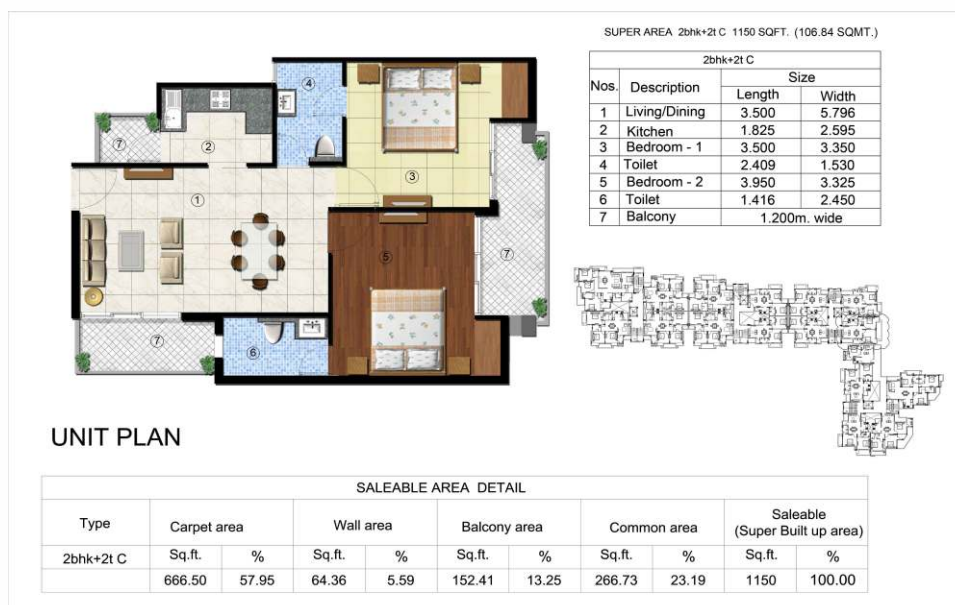 SUPER AREA 2bhk+2t C 1150 SQFT. (106.84 SQMT.)
2bhk+2t C
Nos. Description Size
Length Width
1 Living/Dining 3.500 5.796
2 Kitchen 1.825 2.595
3 Bedroom - 1 3.500 3.350
4 Toilet 2.409 1.530
5 Bedroom - 2 3.950 3.325
6 Toilet 1.416 2.450
7 Balcony 1.200m. wide
4
7
2
3
1
5
7
7
6
UNIT PLAN
SALEABLE AREA DETAIL
Type Carpet area Wall area Balcony area Common area Saleable
(Super Built up area)
2bhk+2t C Sq.ft. % Sq.ft. % Sq.ft. % Sq.ft. % Sq.ft. %
666.50 57.95 64.36 5.59 152.41 13.25 266.73 23.19 1150 100.00